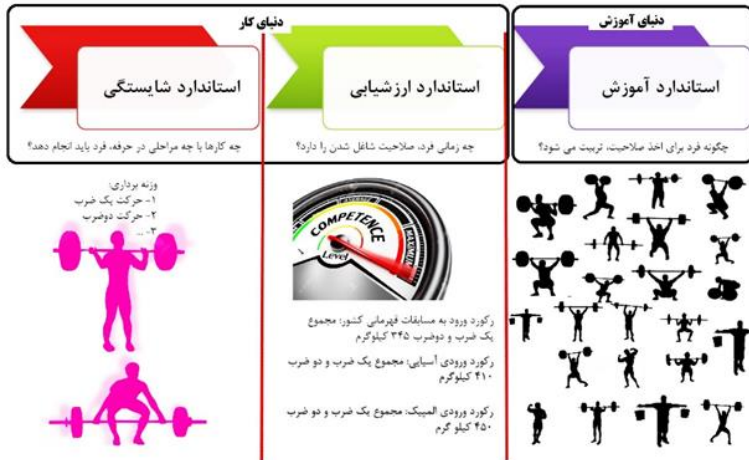 دنیای آموزش
دنیای کار
استاندارد آموزش
استاندارد ارزشیابی
استاندارد شایستگی
چگونه فرد برای اخذ صلاحیت، تربیت می شود؟
چه زمانی فرد، صلاحیت شاغل شدن را دارد؟
چه کارها یا چه مراحلی در حرفه، فرد باید انجام دهد؟
AVERAGE
MAXIMUM
COMPETENCE
Level
رکورد ورود به مسابقات قهرمانی کشور: مجموع
یک ضرب و دوضرب ۳۴۵ کیلوگرم
رکورد ورودی آسیایی: مجموع یک ضرب و دو ضرب
۴۱۰ کیلوگرم
رکورد ورودی المپیک: مجموع یک ضرب و دو ضرب
۴۵۰ کیلو گرم
وزنه برداری:
۱- حرکت یک ضرب
۲- حرکت دوضرب
۳- ..